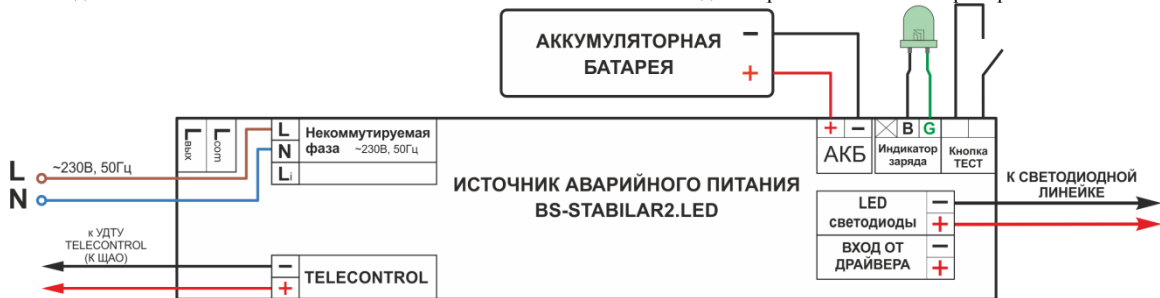 АККУМУЛЯТОРНАЯ
БАТАРЕЯ
−
+
Lвых
Lcom
L
N
Li
Некоммутируемая
фаза ~230В, 50Гц
+ −
АКБ
B G
Индикатор
заряда
Кнопка
ТЕСТ
L
N
~230В, 50Гц
ИСТОЧНИК АВАРИЙНОГО ПИТАНИЯ
BS-STABILAR2.LED
К СВЕТОДИОДНОЙ
ЛИНЕЙКЕ
LED
светодиоды
−
+
ВХОД ОТ
ДРАЙВЕРА
−
+
к УДТУ
TELECONTROL
(К ЩАО)
−
+
TELECONTROL